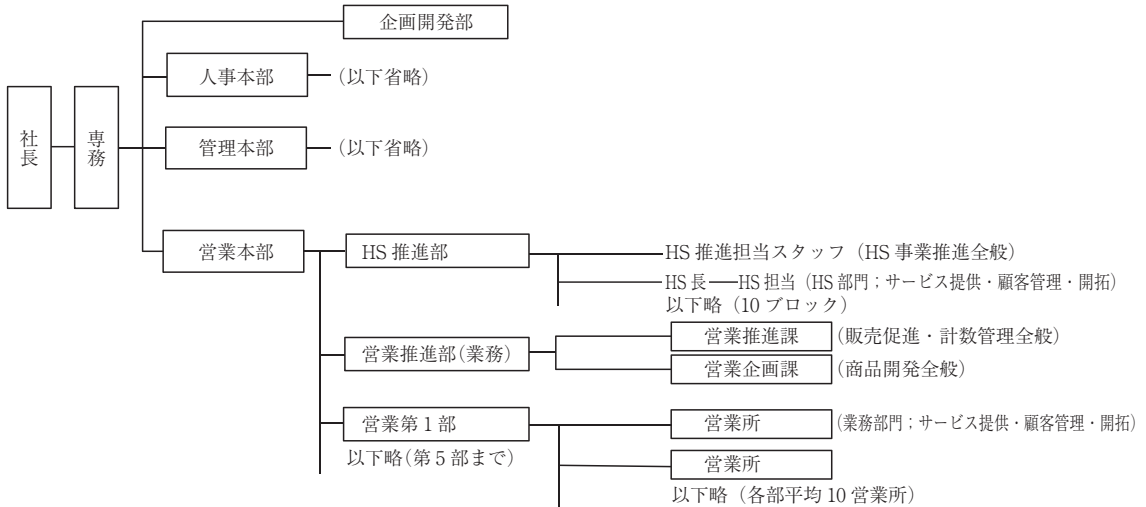 企画開発部
人事本部
(以下省略)
社長
専務
管理本部
(以下省略)
営業本部
HS 推進部
HS 推進担当スタッフ（HS 事業推進全般）
HS 長──HS 担当（HS 部門；サービス提供・顧客管理・開拓）
以下略（10 ブロック）
営業推進部(業務)
営業推進課
(販売促進・計数管理全般)
営業企画課
(商品開発全般)
営業第 1 部
以下略(第 5 部まで)
営業所
(業務部門；サービス提供・顧客管理・開拓)
営業所
以下略（各部平均 10 営業所）